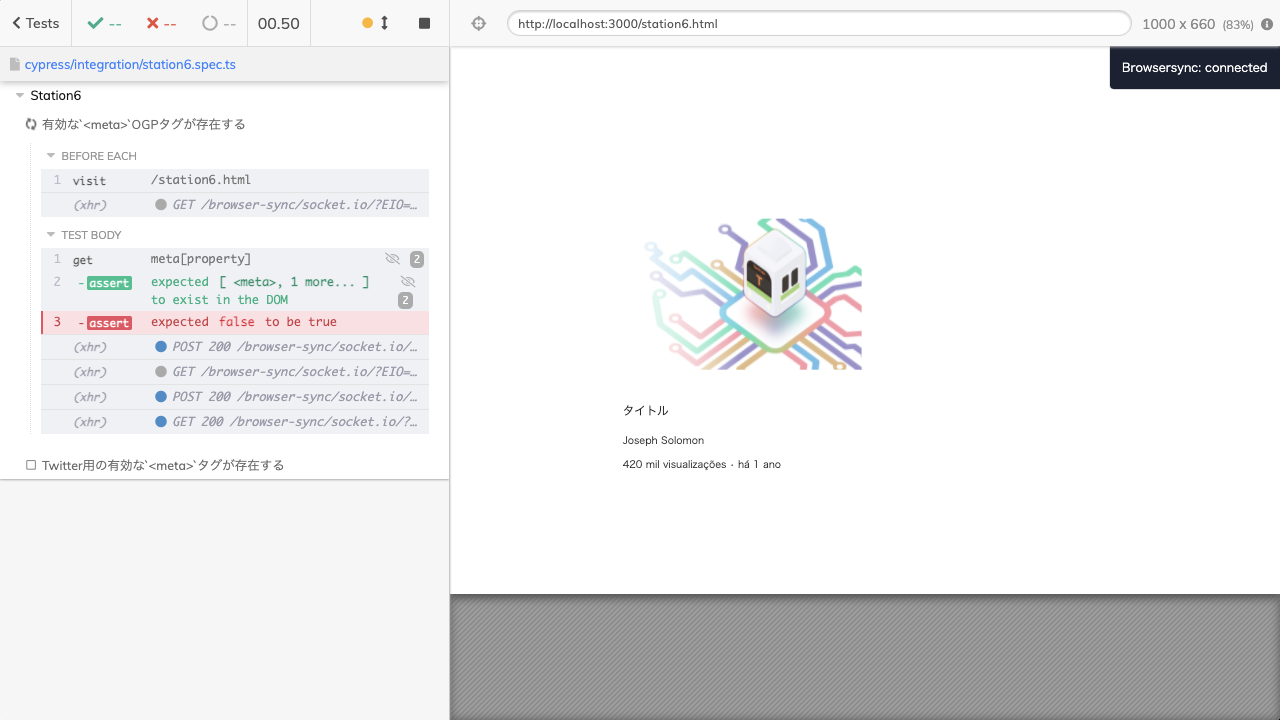 Tests
--
--
--
00.50
http://localhost:3000/station6.html
1000 x 660 (83%)
cypress/integration/station6.spec.ts
Browsersync: connected
Station6
有効な`<meta>`OGPタグが存在する
BEFORE EACH
1 visit /station6.html
(xhr) GET /browser-sync/socket.io/?EIO=…
TEST BODY
1 get meta[property] 2
2 -assert expected [ <meta>, 1 more... ]
to exist in the DOM 2
3 -assert expected false to be true
(xhr) POST 200 /browser-sync/socket.io/…
(xhr) GET /browser-sync/socket.io/?EIO=…
(xhr) POST 200 /browser-sync/socket.io/…
(xhr) GET 200 /browser-sync/socket.io/?…
Twitter用の有効な`<meta>`タグが存在する
T
タイトル
Joseph Solomon
420 mil visualizações · há 1 ano